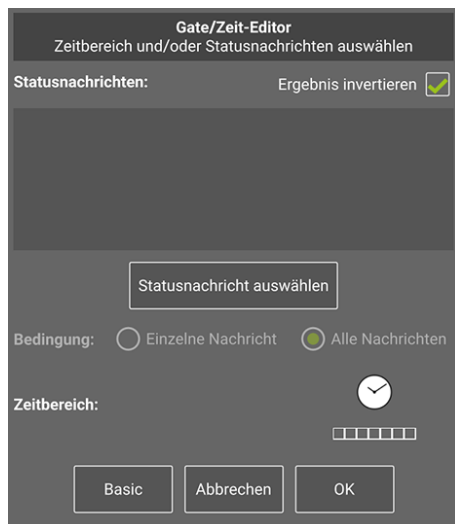 Gate/Zeit-Editor
Zeitbereich und/oder Statusnachrichten auswählen
Statusnachrichten: Ergebnis invertieren
Statusnachricht auswählen
Bedingung: Einzelne Nachricht Alle Nachrichten
Zeitbereich:
Basic Abbrechen OK